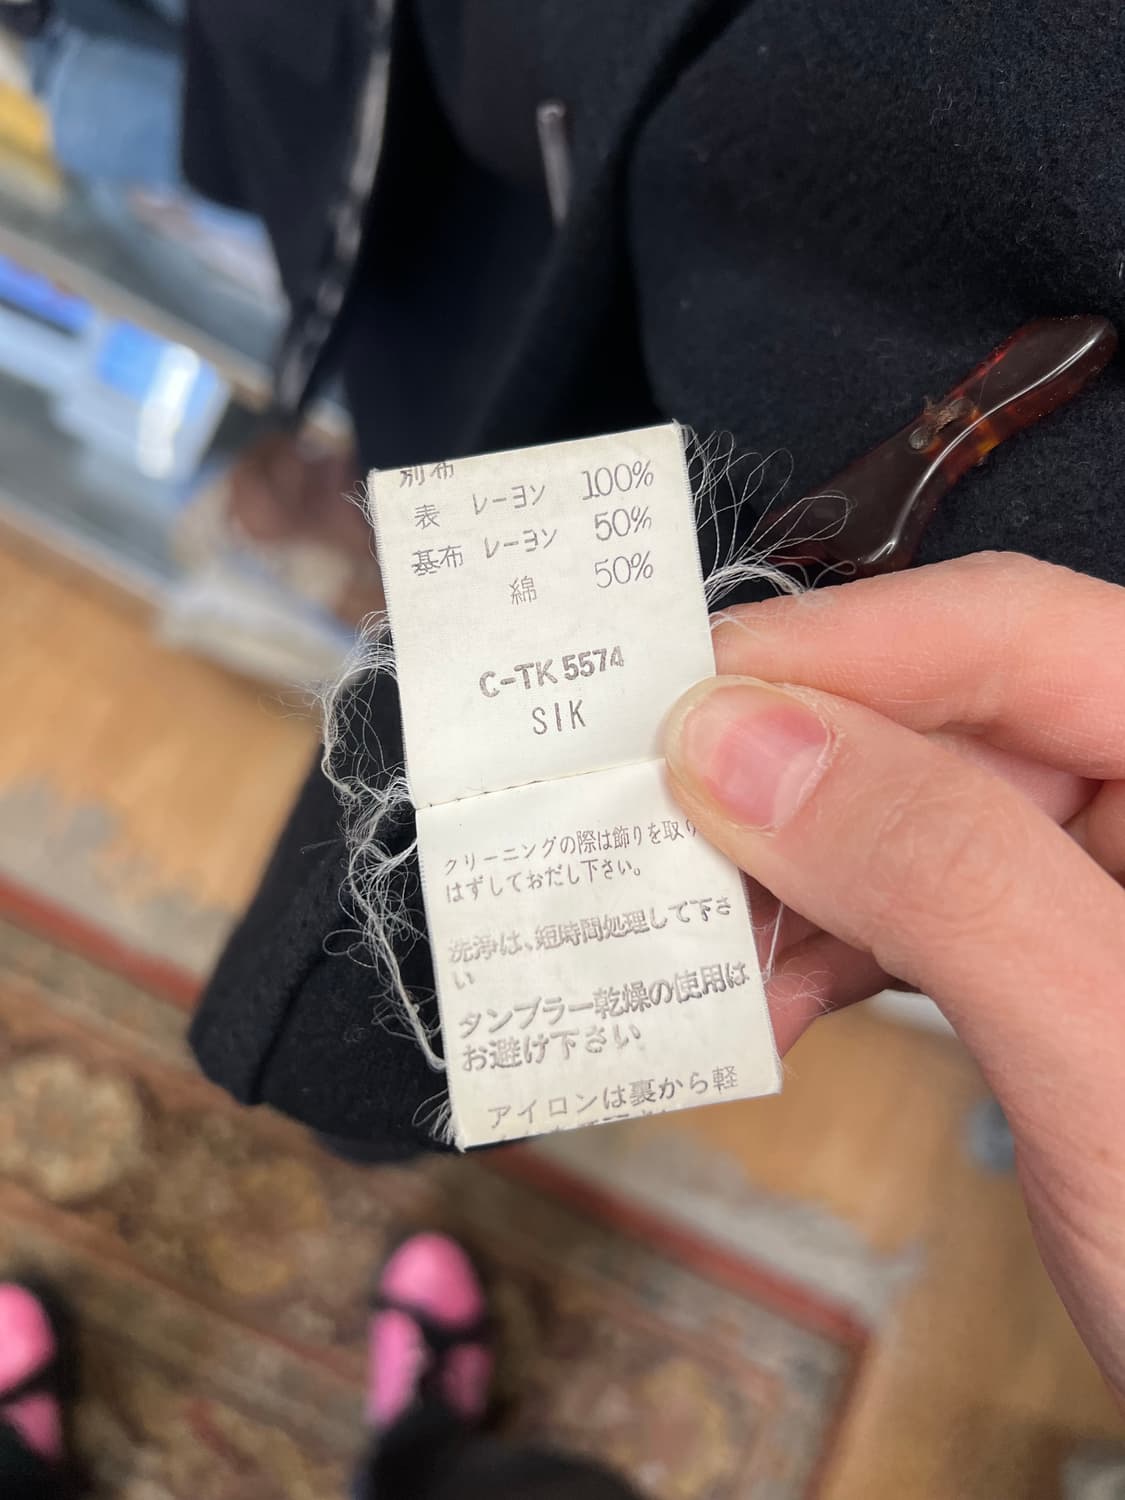 別布
表 レーヨン 100%
基布 レーヨン 50%
綿 50%
C-TK 5574
SIK
クリーニングの際は飾りを取り
はずしておだし下さい。
洗浄は、短時間処理して下さ
い
タンブラー乾燥の使用は
お避け下さい
アイロンは裏から軽